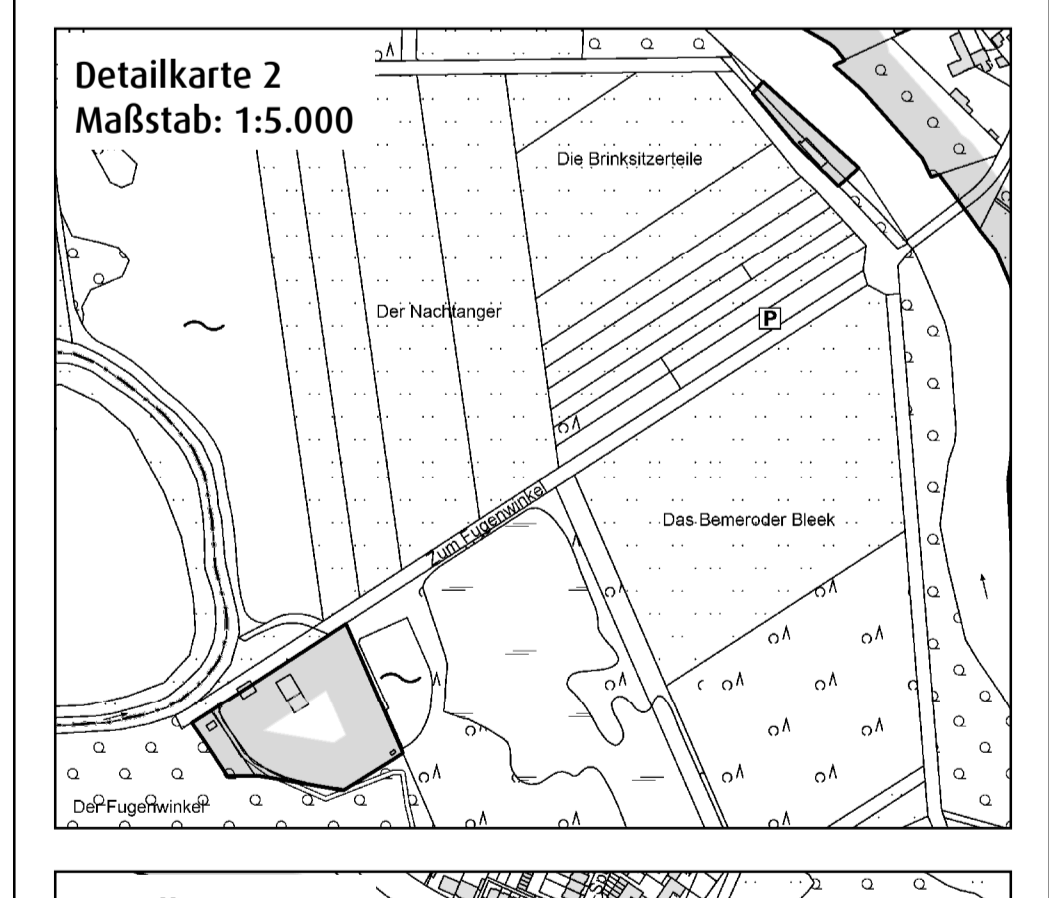 Detailkarte 2
Maßstab: 1:5.000
Die Brinksitzerteile
Der Nachtanger
P
Zum Fugenwinkel
Das Bemeroder Bleek
Der Fugenwinkel